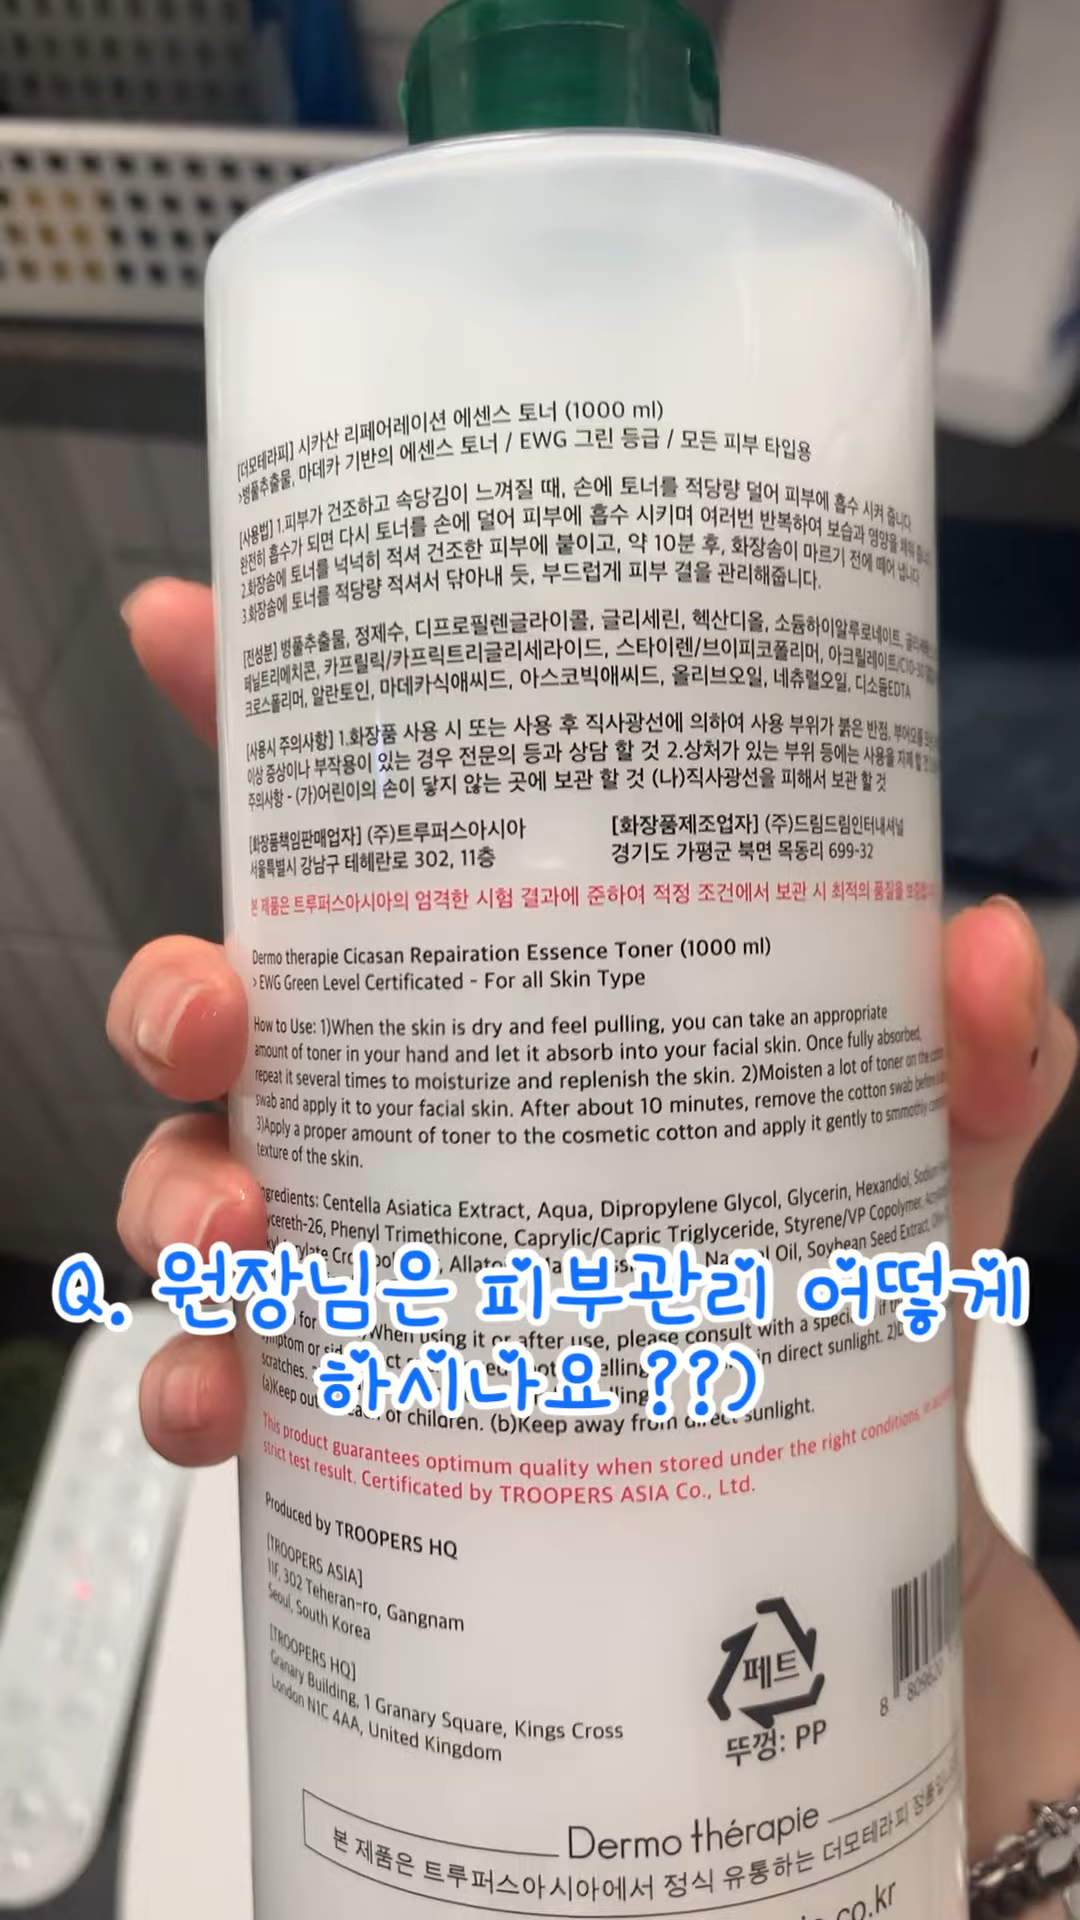 [더모테라피] 시카산 리페어레이션 에센스 토너 (1000 ml)
>병풀추출물, 마데카 기반의 에센스 토너 / EWG 그린 등급 / 모든 피부 타입용
[사용법] 1.피부가 건조하고 속당김이 느껴질 때, 손에 토너를 적당량 덜어 피부에 흡수 시켜 줍니다.
완전히 흡수가 되면 다시 토너를 손에 덜어 피부에 흡수 시키며 여러번 반복하여 보습과 영양을 채워
2.화장솜에 토너를 넉넉히 적셔 건조한 피부에 붙이고, 약 10분 후, 화장솜이 마르기 전에 떼어 냅니다.
3.화장솜에 토너를 적당량 적셔서 닦아내 듯, 부드럽게 피부 결을 관리해줍니다.
[전성분] 병풀추출물, 정제수, 디프로필렌글라이콜, 글리세린, 헥산디올, 소듐하이알루로네이트,
페닐트리메치콘, 카프릴릭/카프릭트리글리세라이드, 스타이렌/브이피코폴리머, 아크릴레이트/C10-30
크로스폴리머, 알란토인, 마데카식애씨드, 아스코빅애씨드, 올리브오일, 네츄럴오일, 디소듐EDTA
[사용시 주의사항] 1.화장품 사용 시 또는 사용 후 직사광선에 의하여 사용 부위가 붉은 반점,
이상 증상이나 부작용이 있는 경우 전문의 등과 상담 할 것 2.상처가 있는 부위 등에는 사용을 자제 할 것
주의사항 - (가)어린이의 손이 닿지 않는 곳에 보관 할 것 (나)직사광선을 피해서 보관 할 것
[화장품책임판매업자] (주)트루퍼스아시아
서울특별시 강남구 테헤란로 302, 11층
[화장품제조업자] (주)드림드림인터내셔널
경기도 가평군 북면 목동리 699-32
본 제품은 트루퍼스아시아의 엄격한 시험 결과에 준하여 적정 조건에서 보관 시 최적의 품질을
Dermo therapie Cicasan Repairation Essence Toner (1000 ml)
> EWG Green Level Certificated - For all Skin Type
How to Use: 1)When the skin is dry and feel pulling, you can take an appropriate
amount of toner in your hand and let it absorb into your facial skin. Once fully absorbed,
repeat it several times to moisturize and replenish the skin. 2)Moisten a lot of toner on the
swab and apply it to your facial skin. After about 10 minutes, remove the cotton swab
3)Apply a proper amount of toner to the cosmetic cotton and apply it gently to smmothly
texture of the skin.
Ingredients: Centella Asiatica Extract, Aqua, Dipropylene Glycol, Glycerin, Hexandiol,
Phenyl Trimethicone, Caprylic/Capric Triglyceride, Styrene/VP Copolymer,
Oil, Soybean Seed Extract,
Q. 원장님은 피부관리 어떻게
하시나요 ??)
When using it or after use, please consult with a
in direct sunlight.
scratches.
of children. (b)Keep away from direct sunlight.
This product guarantees optimum quality when stored under the right conditions,
strict test result. Certificated by TROOPERS ASIA Co., Ltd.
Produced by TROOPERS HQ
[TROOPERS ASIA]
11F, 302 Teheran-ro, Gangnam
Seoul, South Korea
[TROOPERS HQ]
Granary Building, 1 Granary Square, Kings Cross
London N1C 4AA, United Kingdom
페트
뚜껑: PP
8 809620
Dermo thérapie
본 제품은 트루퍼스아시아에서 정식 유통하는 더모테라피
.co.kr